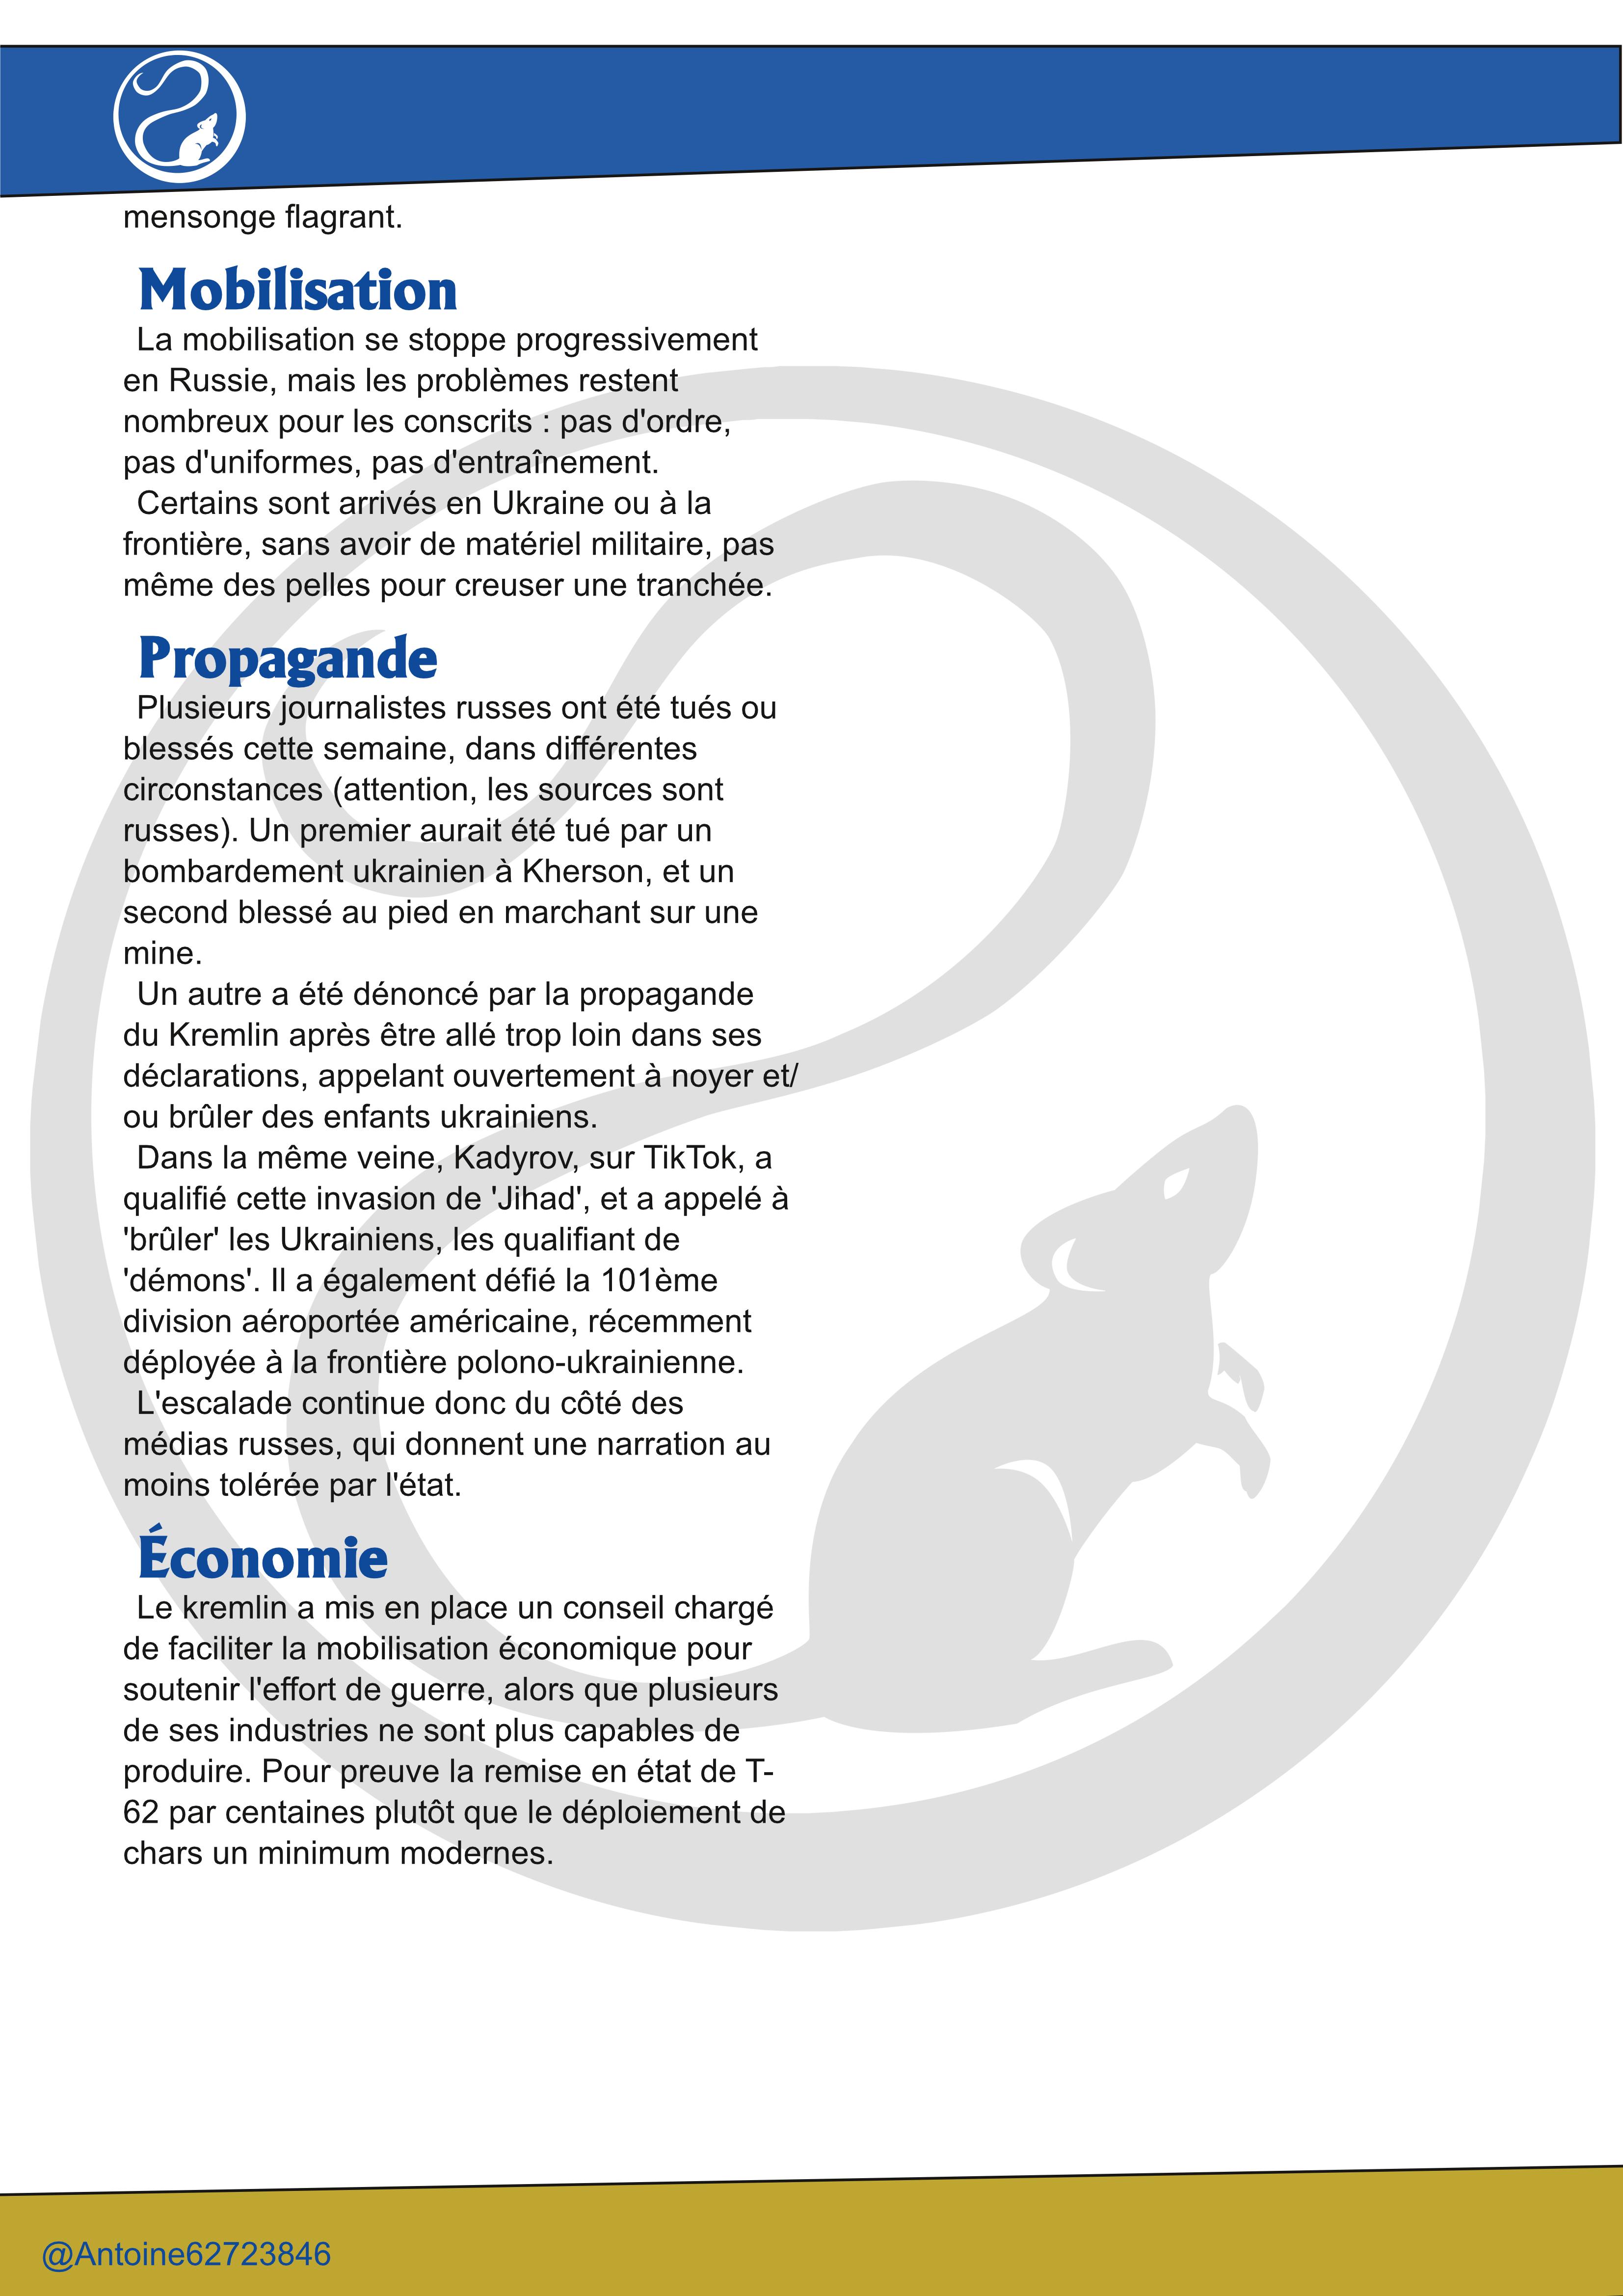 mensonge flagrant.
Mobilisation
La mobilisation se stoppe progressivement
en Russie, mais les problèmes restent
nombreux pour les conscrits : pas d'ordre,
pas d'uniformes, pas d'entraînement.
Certains sont arrivés en Ukraine ou à la
frontière, sans avoir de matériel militaire, pas
même des pelles pour creuser une tranchée.
Propagande
Plusieurs journalistes russes ont été tués ou
blessés cette semaine, dans différentes
circonstances (attention, les sources sont
russes). Un premier aurait été tué par un
bombardement ukrainien à Kherson, et un
second blessé au pied en marchant sur une
mine.
Un autre a été dénoncé par la propagande
du Kremlin après être allé trop loin dans ses
déclarations, appelant ouvertement à noyer et/
ou brûler des enfants ukrainiens.
Dans la même veine, Kadyrov, sur TikTok, a
qualifié cette invasion de 'Jihad', et a appelé à
'brûler' les Ukrainiens, les qualifiant de
'démons'. Il a également défié la 101ème
division aéroportée américaine, récemment
déployée à la frontière polono-ukrainienne.
L'escalade continue donc du côté des
médias russes, qui donnent une narration au
moins tolérée par l'état.
Économie
Le kremlin a mis en place un conseil chargé
de faciliter la mobilisation économique pour
soutenir l'effort de guerre, alors que plusieurs
de ses industries ne sont plus capables de
produire. Pour preuve la remise en état de T-
62 par centaines plutôt que le déploiement de
chars un minimum modernes.
@Antoine62723846